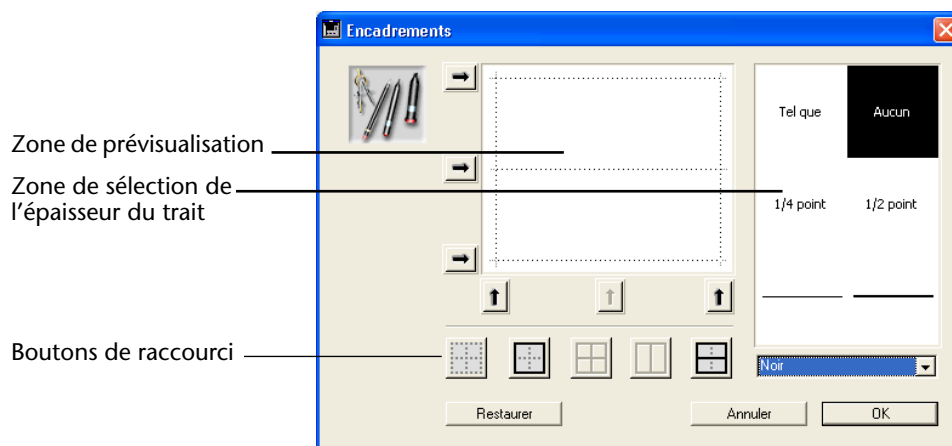 Encadrements
Tel que
Aucun
Zone de prévisualisation
Zone de sélection de
l’épaisseur du trait
1/4 point
1/2 point
Boutons de raccourci
Noir
Restaurer
Annuler
OK